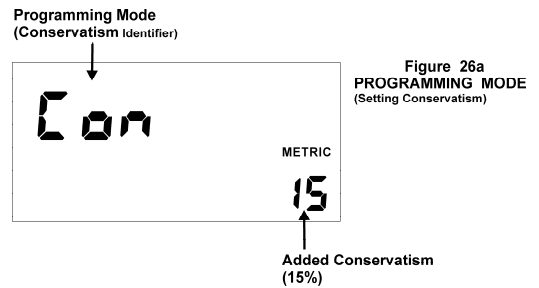 Programming Mode
(Conservatism Identifier)
Figure 26a
PROGRAMMING MODE
(Setting Conservatism)
Con
METRIC
15
Added Conservatism
(15%)